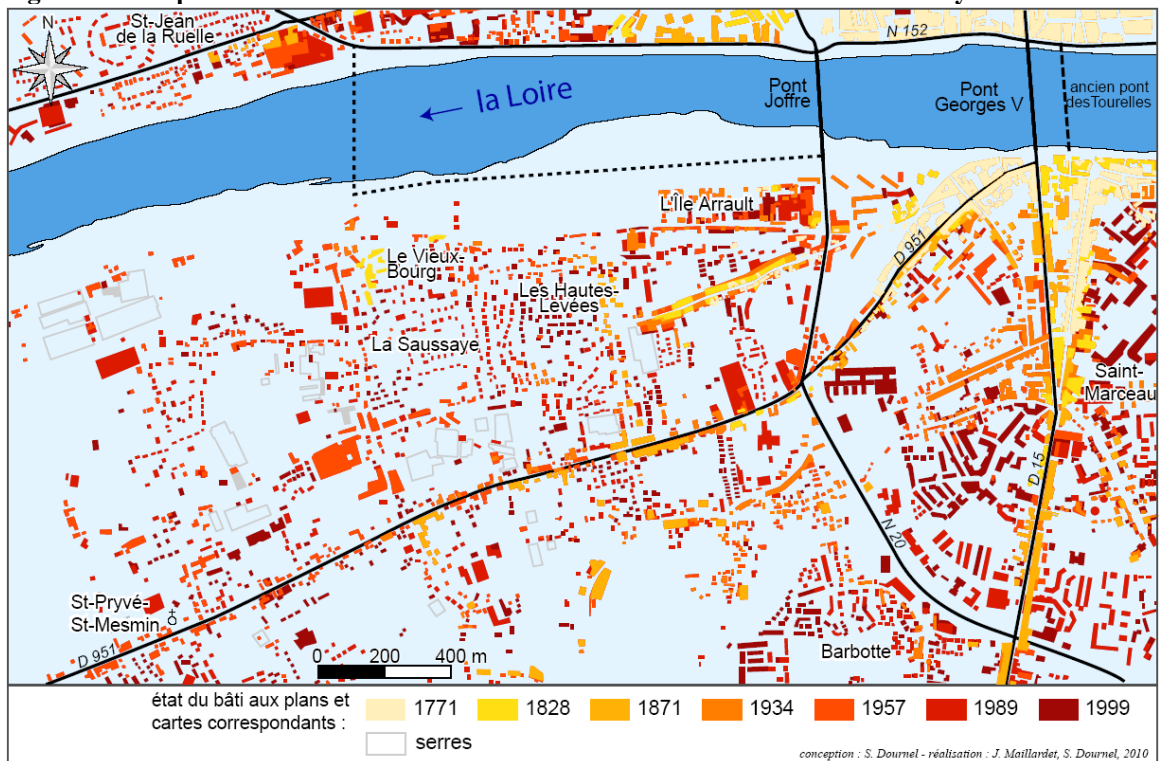 N
St-Jean
de la Ruelle
N 152
la Loire
Pont
Joffre
Pont
Georges V
ancien pont
des Tourelles
L'Île Arrault
D 951
Le Vieux-
Bourg
Les Hautes-
Levées
La Saussaye
Saint-
Marceau
D 15
N 20
St-Pryvé-
St-Mesmin
D 951
Barbotte
0 200 400 m
état du bâti aux plans et
cartes correspondants :
1771 1828 1871 1934 1957 1989 1999
serres
conception : S. Dournel - réalisation : J. Maillardet, S. Dournel, 2010